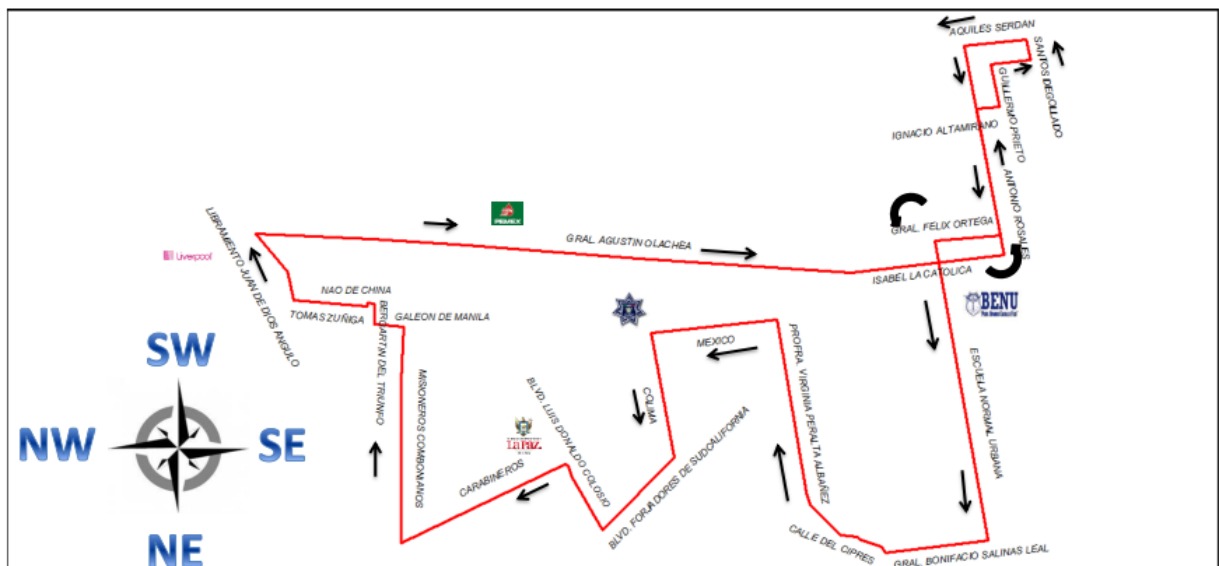 AQUILES SERDAN
SANTOS DEGOLLADO
GUILLERMO PRIETO
IGNACIO ALTAMIRANO
ANTONIO ROSALES
GRAL. FELIX ORTEGA
PEMEX
GRAL. AGUSTIN OLACHEA
ISABEL LA CATOLICA
LIBRAMIENTO JUAN DE DIOS ANGULO
Liverpool
NAO DE CHINA
TOMAS ZUÑIGA
BERGANTIN DEL TRIUNFO
GALEON DE MANILA
BENU
MEXICO
PROFRA. VIRGINIA PERALTA ALBAÑEZ
ESCUELA NORMAL URBANA
SW
NW
SE
NE
MISIONEROS COMBONIANOS
COLIMA
BLVD. LUIS DONALDO COLOSIO
La Paz.
BLVD. FORJADORES DE SUDCALIFORNIA
CARABINEROS
CALLE DEL CIPRES
GRAL. BONIFACIO SALINAS LEAL